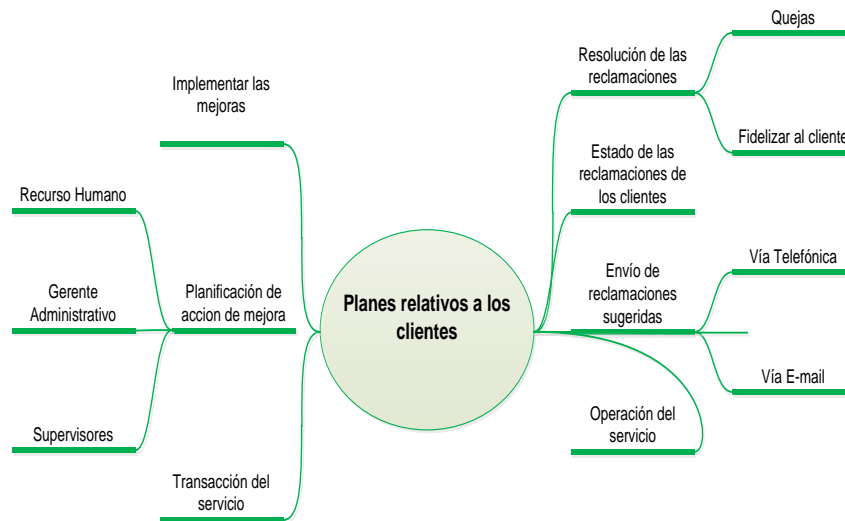 Quejas
Resolución de las
reclamaciones
Fidelizar al cliente
Implementar las
mejoras
Estado de las
reclamaciones de
los clientes
Recurso Humano
Gerente
Administrativo
Planificación de
accion de mejora
Supervisores
Planes relativos a los
clientes
Envío de
reclamaciones
sugeridas
Vía Telefónica
Vía E-mail
Operación del
servicio
Transacción del
servicio